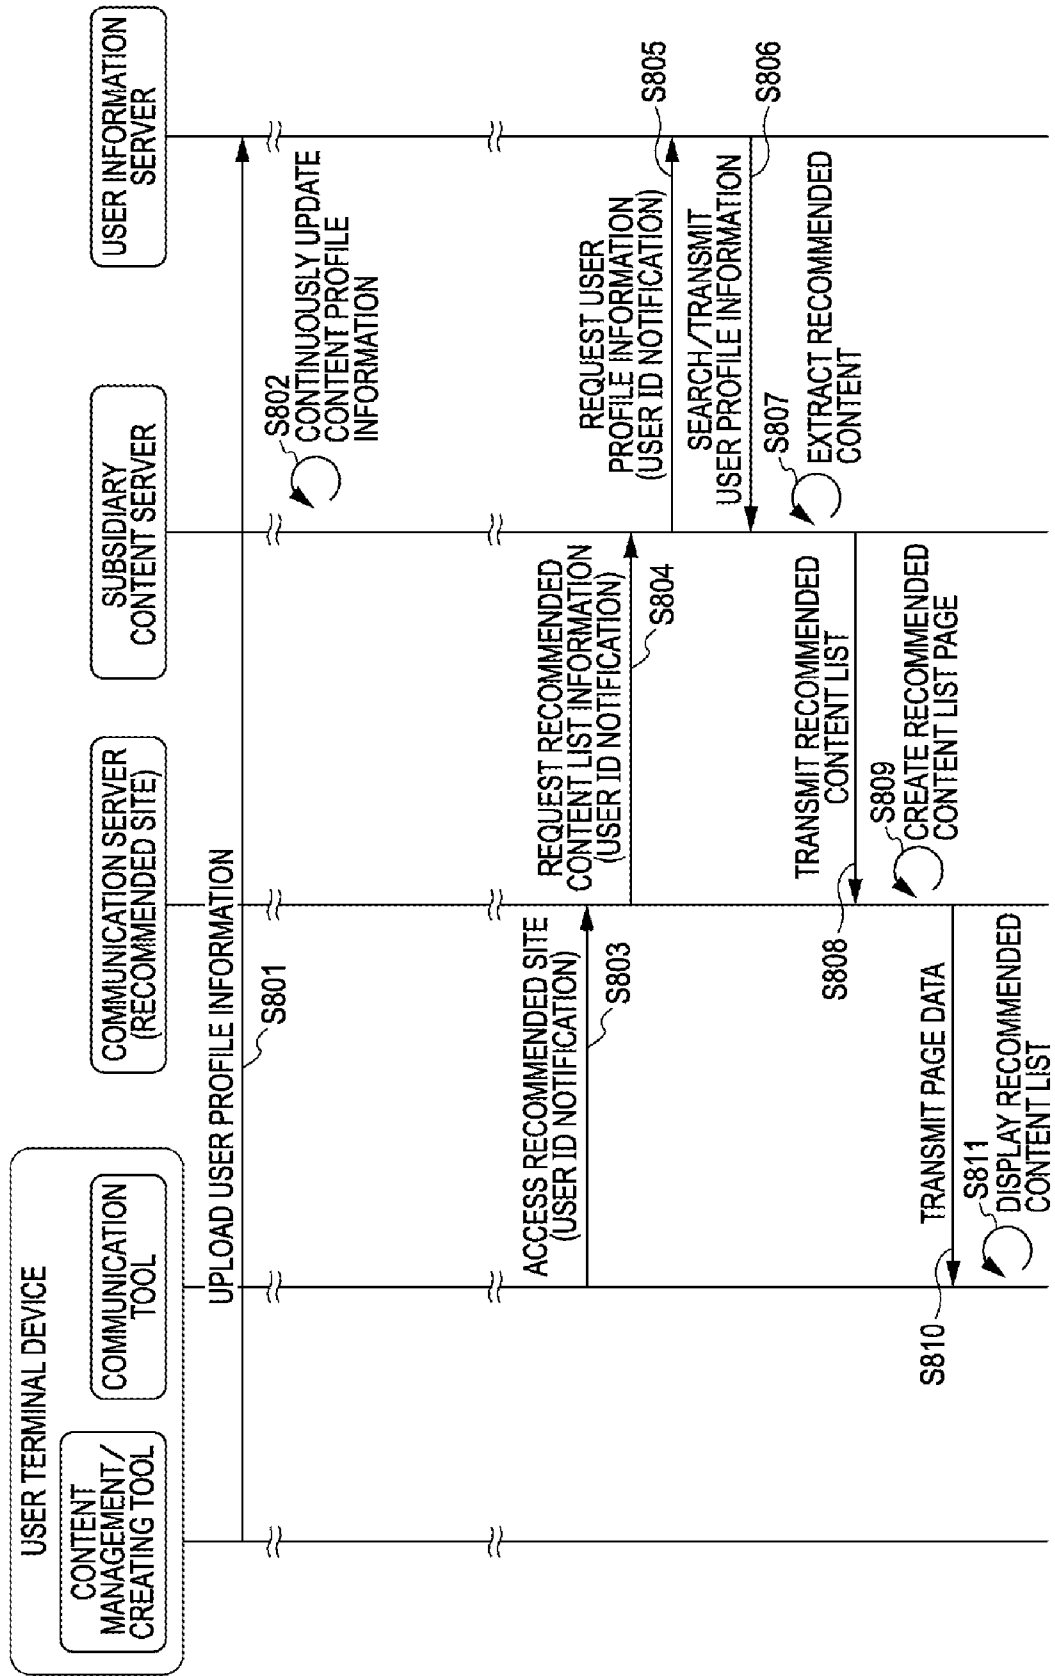 USER TERMINAL DEVICE
CONTENT
MANAGEMENT/
CREATING TOOL
COMMUNICATION
TOOL
COMMUNICATION SERVER
(RECOMMENDED SITE)
SUBSIDIARY
CONTENT SERVER
USER INFORMATION
SERVER
UPLOAD USER PROFILE INFORMATION
S801
S802
CONTINUOUSLY UPDATE
CONTENT PROFILE
INFORMATION
ACCESS RECOMMENDED SITE
(USER ID NOTIFICATION)
S803
REQUEST RECOMMENDED
CONTENT LIST INFORMATION
(USER ID NOTIFICATION)
S804
REQUEST USER
PROFILE INFORMATION
(USER ID NOTIFICATION)
S805
SEARCH/TRANSMIT
USER PROFILE INFORMATION
S806
S807
EXTRACT RECOMMENDED
CONTENT
TRANSMIT RECOMMENDED
CONTENT LIST
S808
S809
CREATE RECOMMENDED
CONTENT LIST PAGE
TRANSMIT PAGE DATA
S810
S811
DISPLAY RECOMMENDED
CONTENT LIST